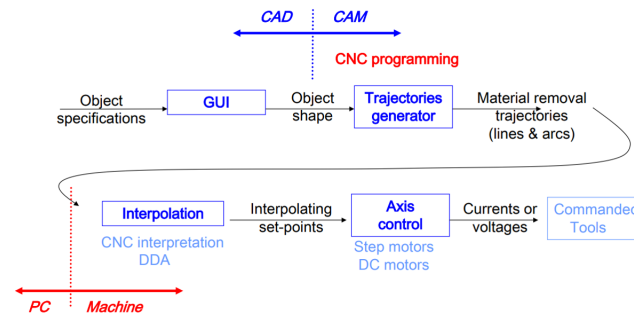 CAD CAM
CNC programming
Object
specifications
GUI
Object
shape
Trajectories
generator
Material removal
trajectories
(lines & arcs)
Interpolation
CNC interpretation
DDA
Interpolating
set-points
Axis
control
Step motors
DC motors
Currents or
voltages
Commanded
Tools
PC Machine